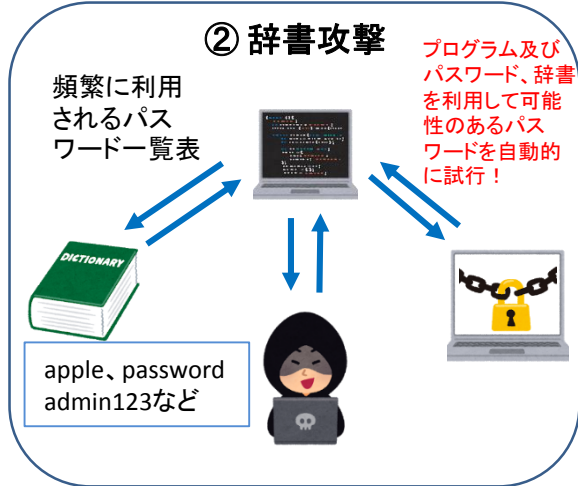 ② 辞書攻撃
プログラム及び
パスワード、辞書
を利用して可能
性のあるパス
ワードを自動的
に試行！
頻繁に利用
されるパス
ワード一覧表
DICTIONARY
apple、password
admin123など